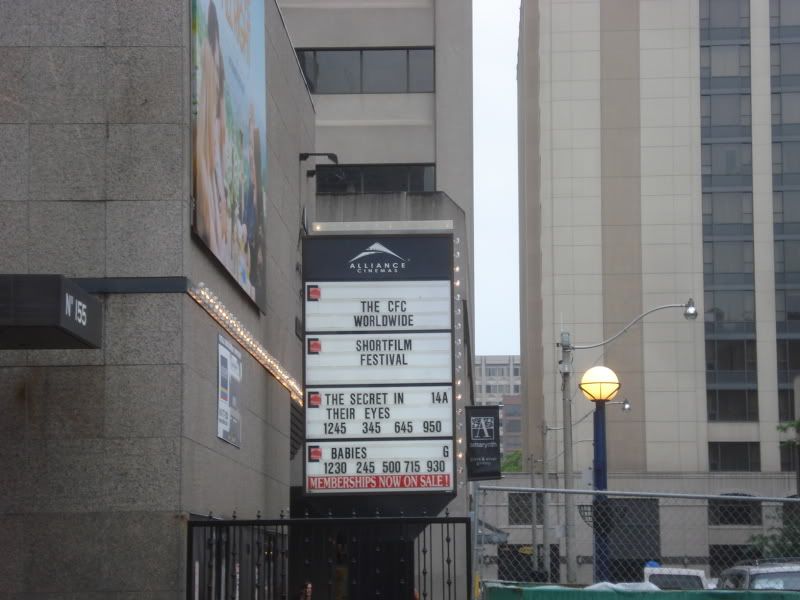 Nº 155
ALLIANCE
CINEMAS
THE CFC
WORLDWIDE
SHORTFILM
FESTIVAL
THE SECRET IN 14A
THEIR EYES
1245 345 645 950
BABIES G
1230 245 500 715 930
MEMBERSHIPS NOW ON SALE!
A